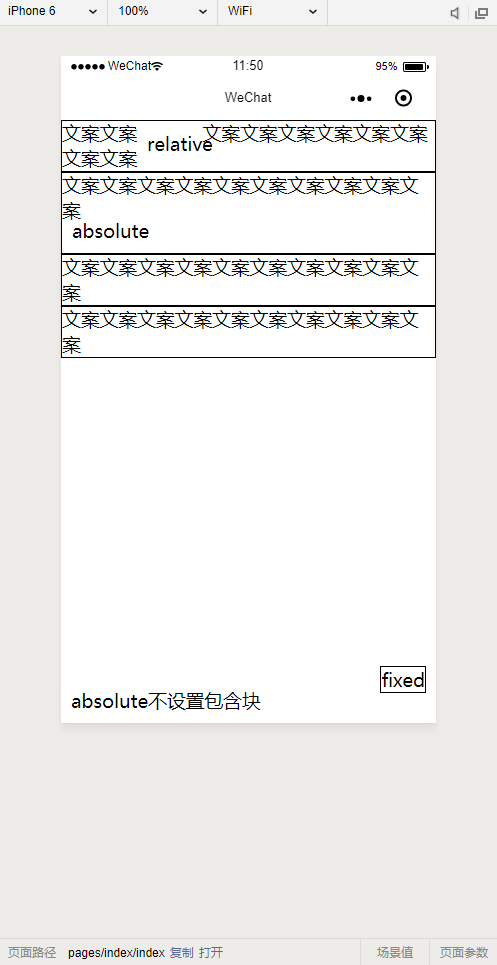 iPhone 6 100% WiFi
WeChat 11:50 95%
WeChat
文案文案 relative 文案文案文案文案文案文案
文案文案
文案文案文案文案文案文案文案文案文案文
案
absolute
文案文案文案文案文案文案文案文案文案文
案
文案文案文案文案文案文案文案文案文案文
案
fixed
absolute不设置包含块
页面路径 pages/index/index 复制 打开 场景值 页面参数